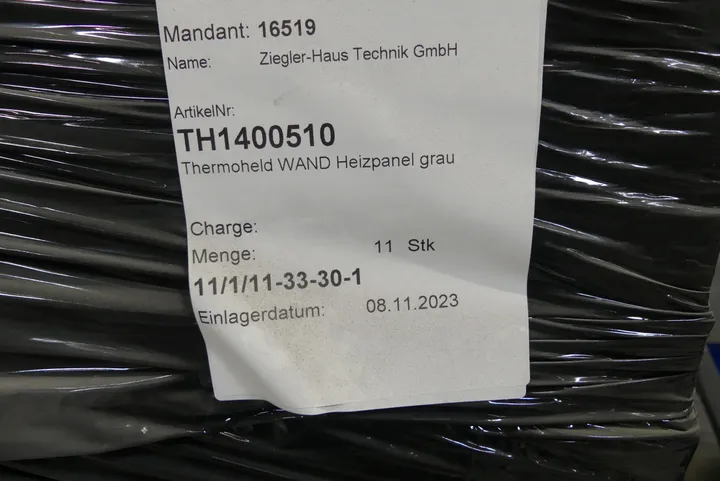 Mandant: 16519
Name: Ziegler-Haus Technik GmbH
ArtikelNr:
TH1400510
Thermoheld WAND Heizpanel grau
Charge:
Menge: 11 Stk
11/1/11-33-30-1
Einlagerdatum: 08.11.2023